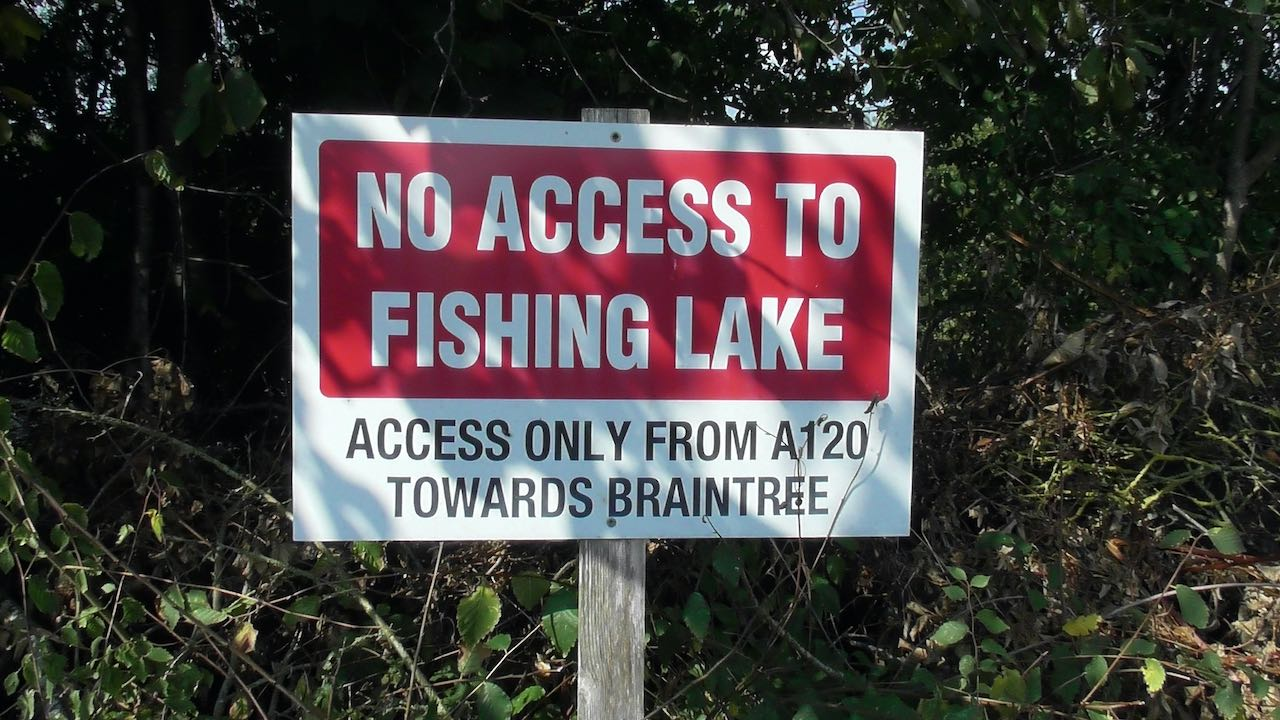 NO ACCESS TO
FISHING LAKE
ACCESS ONLY FROM A120
TOWARDS BRAINTREE